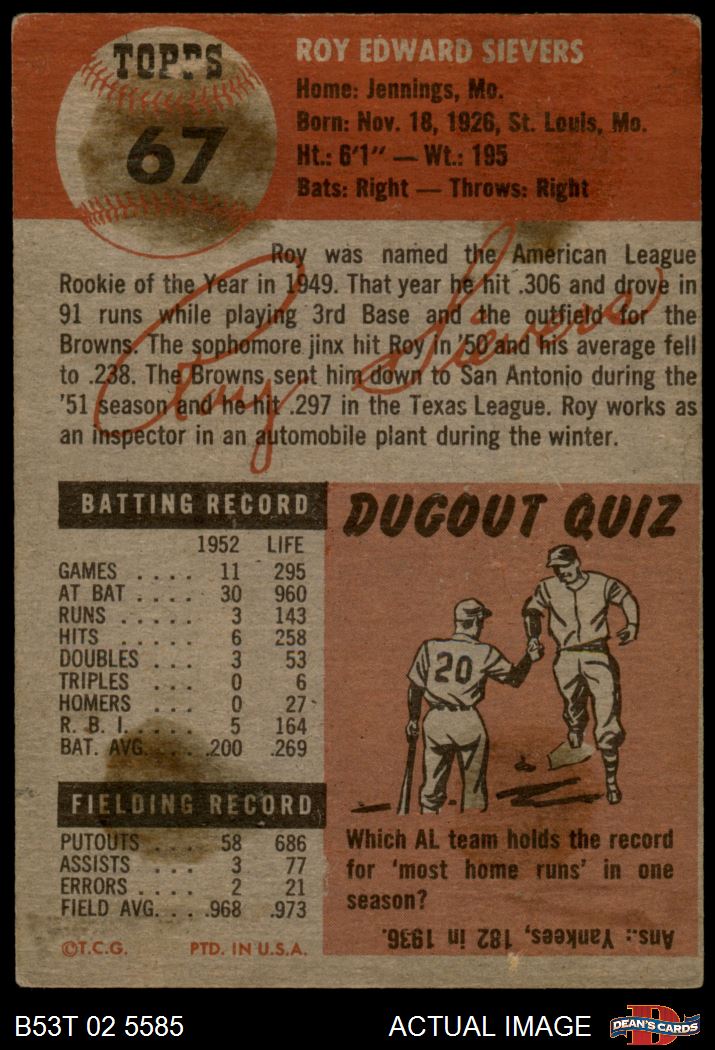 TOPPS
67
ROY EDWARD SIEVERS
Home: Jennings, Mo.
Born: Nov. 18, 1926, St. Louis, Mo.
Ht.: 6'1" — Wt.: 195
Bats: Right — Throws: Right
Roy was named the American League
Rookie of the Year in 1949. That year he hit .306 and drove in
91 runs while playing 3rd Base and the outfield for the
Browns. The sophomore jinx hit Roy in '50 and his average fell
to .238. The Browns sent him down to San Antonio during the
'51 season and he hit .297 in the Texas League. Roy works as
an inspector in an automobile plant during the winter.
Roy Sievers
BATTING RECORD
1952 LIFE
GAMES . . . . 11 295
AT BAT . . . . 30 960
RUNS . . . . . 3 143
HITS . . . . . 6 258
DOUBLES . . . 3 53
TRIPLES . . . 0 6
HOMERS . . . 0 27
R. B. I. . . . . 5 164
BAT. AVG. . . . .200 .269
FIELDING RECORD
PUTOUTS . . . 58 686
ASSISTS . . . . 3 77
ERRORS . . . . 2 21
FIELD AVG. . . .968 .973
©T.C.G. PTD. IN U.S.A.
DUGOUT QUIZ
20
Which AL team holds the record
for 'most home runs' in one
season?
Ans.: Yankees, 182 in 1936.
B53T 02 5585
ACTUAL IMAGE
D
DEAN'S CARDS